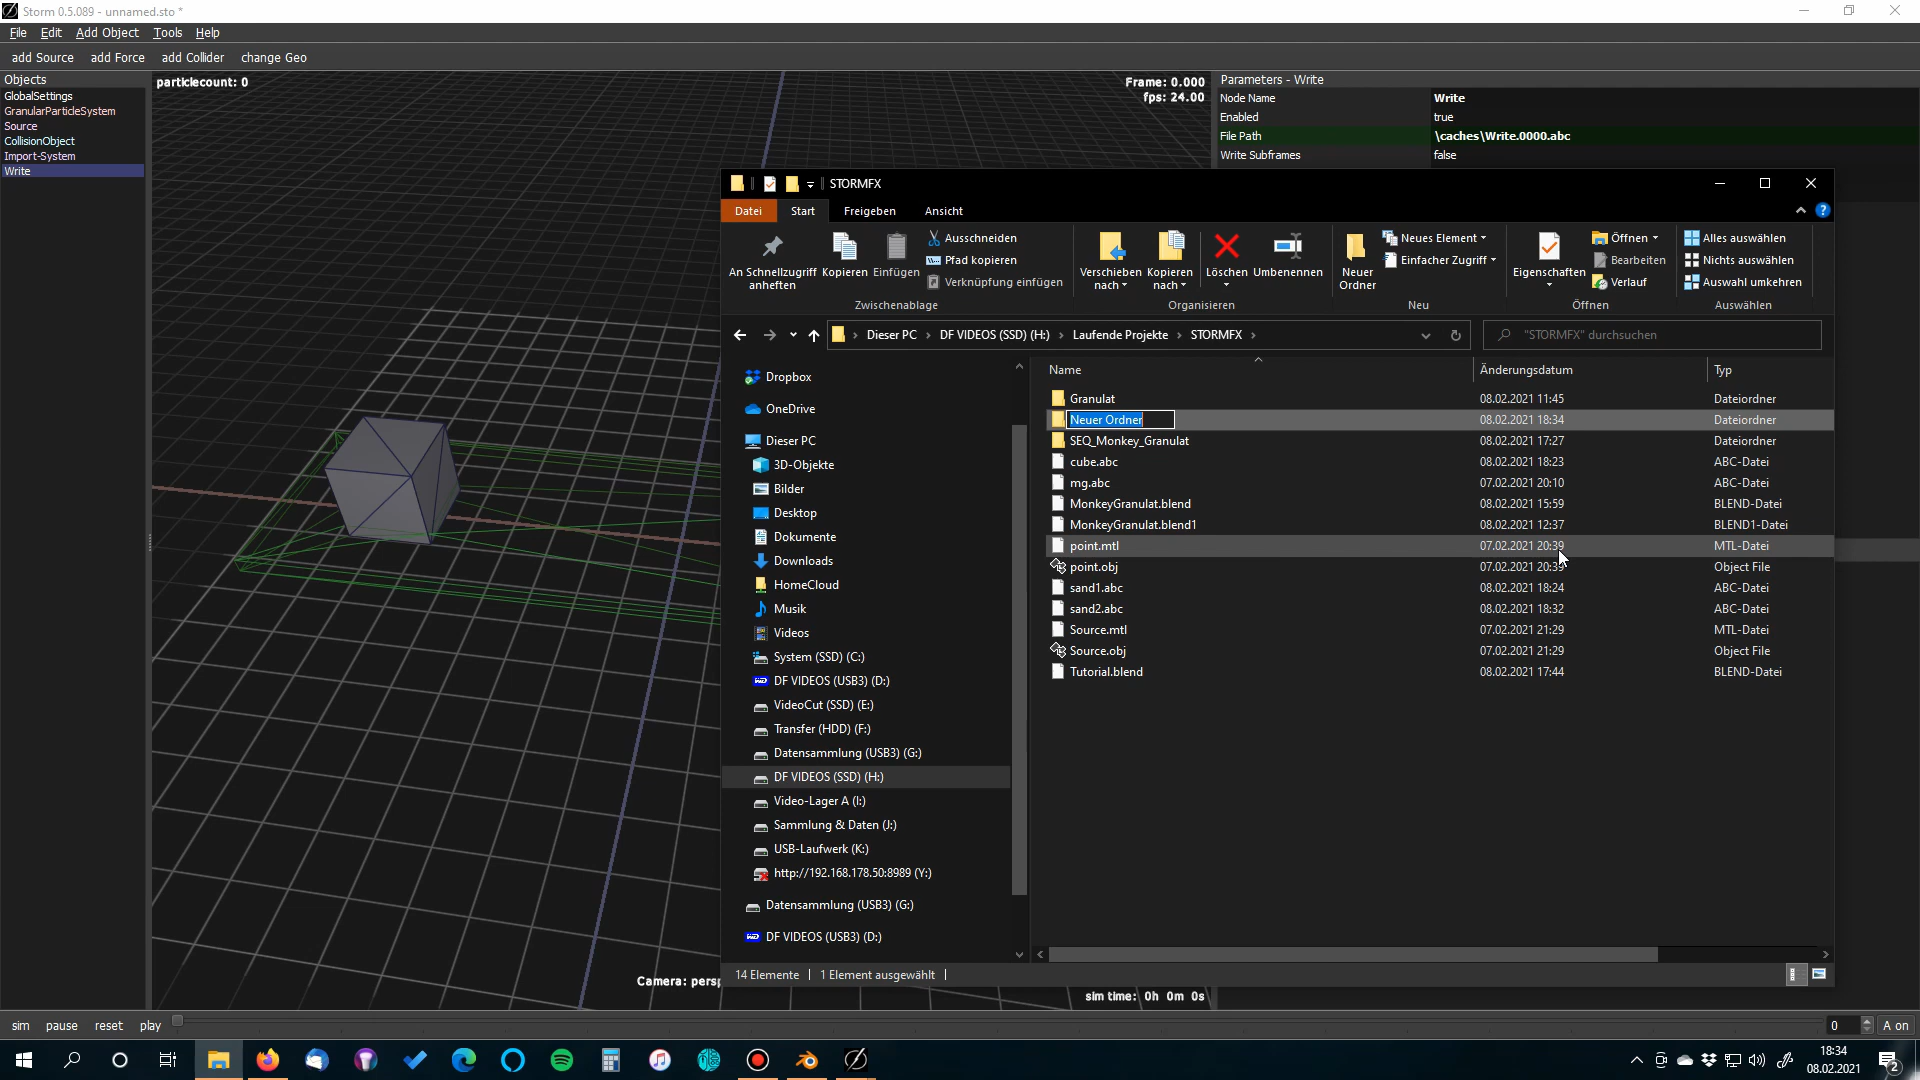 Storm 0.5.089 - unnamed.sto *
File Edit Add Object Tools Help
add Source add Force add Collider change Geo
Objects
GlobalSettings
GranularParticleSystem
Source
CollisionObject
Import-System
Write
particlecount: 0
Frame: 0.000
fps: 24.00
Parameters - Write
Node Name Write
Enabled true
File Path \caches\Write.0000.abc
Write Subframes false
STORMFX
Datei Start Freigeben Ansicht
An Schnellzugriff anheften
Kopieren
Einfügen
Ausschneiden
Pfad kopieren
Verknüpfung einfügen
Zwischenablage
Verschieben nach
Kopieren nach
Löschen
Umbenennen
Organisieren
Neuer Ordner
Neues Element
Einfacher Zugriff
Neu
Eigenschaften
Öffnen
Bearbeiten
Verlauf
Öffnen
Alles auswählen
Nichts auswählen
Auswahl umkehren
Auswählen
Dieser PC DF VIDEOS (SSD) (H:) Laufende Projekte STORMFX
"STORMFX" durchsuchen
Dropbox
OneDrive
Dieser PC
3D-Objekte
Bilder
Desktop
Dokumente
Downloads
HomeCloud
Musik
Videos
System (SSD) (C:)
DF VIDEOS (USB3) (D:)
VideoCut (SSD) (E:)
Transfer (HDD) (F:)
Datensammlung (USB3) (G:)
DF VIDEOS (SSD) (H:)
Video-Lager A (I:)
Sammlung & Daten (J:)
USB-Laufwerk (K:)
http://192.168.178.50:8989 (Y:)
Datensammlung (USB3) (G:)
DF VIDEOS (USB3) (D:)
Name Änderungsdatum Typ
Granulat 08.02.2021 11:45 Dateiordner
Neuer Ordner 08.02.2021 18:34 Dateiordner
SEQ_Monkey_Granulat 08.02.2021 17:27 Dateiordner
cube.abc 08.02.2021 18:23 ABC-Datei
mg.abc 07.02.2021 20:10 ABC-Datei
MonkeyGranulat.blend 08.02.2021 15:59 BLEND-Datei
MonkeyGranulat.blend1 08.02.2021 12:37 BLEND1-Datei
point.mtl 07.02.2021 20:39 MTL-Datei
point.obj 07.02.2021 20:39 Object File
sand1.abc 08.02.2021 18:24 ABC-Datei
sand2.abc 08.02.2021 18:32 ABC-Datei
Source.mtl 07.02.2021 21:29 MTL-Datei
Source.obj 07.02.2021 21:29 Object File
Tutorial.blend 08.02.2021 17:44 BLEND-Datei
14 Elemente 1 Element ausgewählt
Camera: persp
sim time: 0h 0m 0s
sim pause reset play 0 A on
18:34
08.02.2021
2